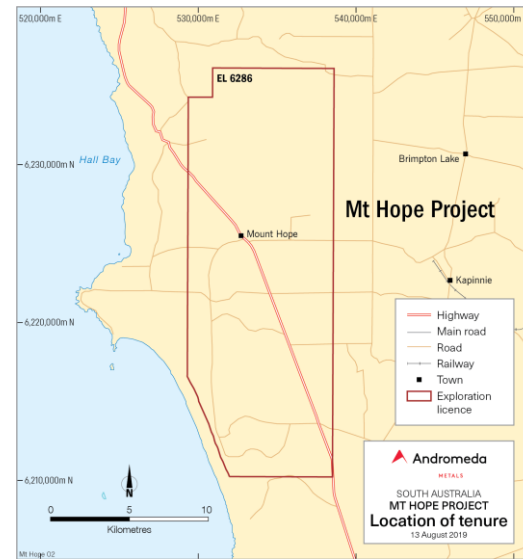 520,000m E
530,000m E
540,000m E
550,000m E
EL 6286
Hall Bay
6,230,000m N
Brimpton Lake
Mt Hope Project
Mount Hope
Kapinnie
6,220,000m N
Highway
Main road
Road
Railway
Town
Exploration
licence
Andromeda
METALS
SOUTH AUSTRALIA
MT HOPE PROJECT
Location of tenure
13 August 2019
6,210,000m N
N
0 5 10
Kilometres
Mt Hope 02